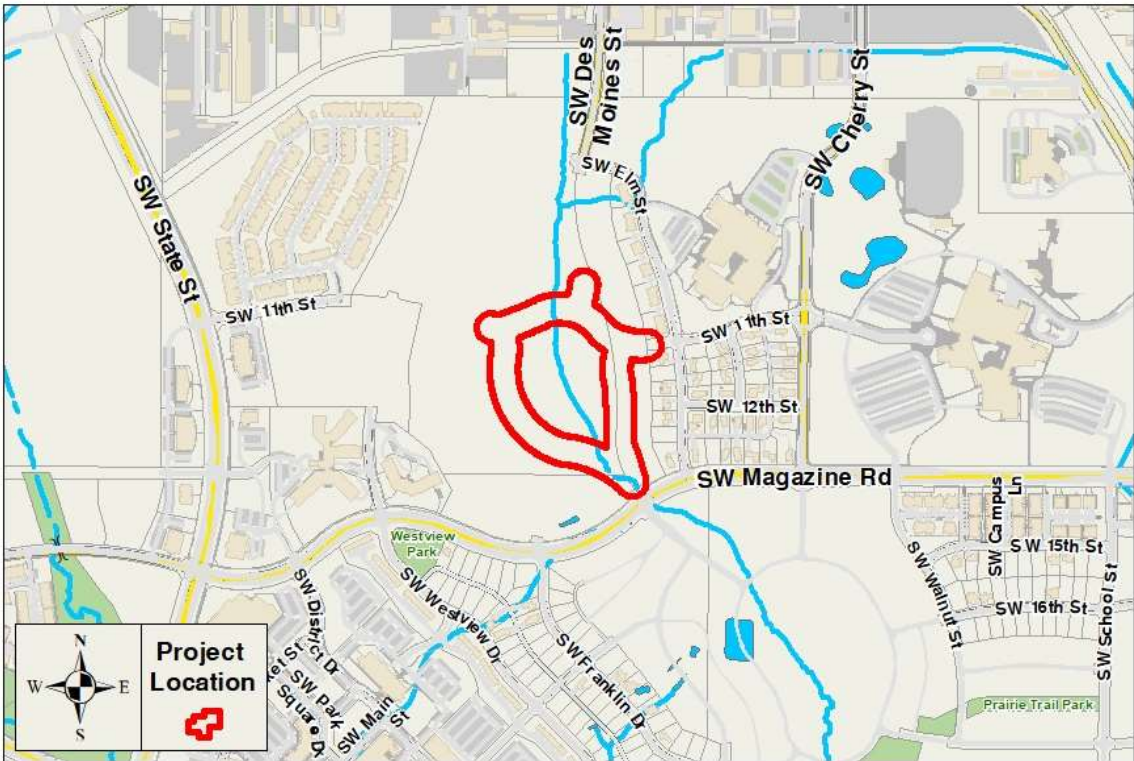 SW Des
Moines St
SW Cherry St
SW Elm St
SW State St
SW 11th St
SW 11th St
SW 12th St
SW Magazine Rd
Westview
Park
SW Campus
Ln
SW 15th St
SW 16th St
SW Walnut St
SW School St
SW Westview Dr
SW Franklin Dr
SW District Dr
SW Park
Square Dr
SW Main
St
Prairie Trail Park
N
W
E
S
Project
Location